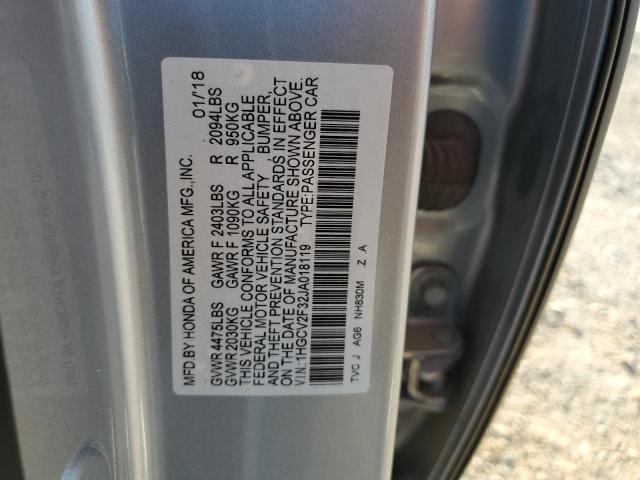 MFD BY HONDA OF AMERICA MFG.,INC. 01/18
GVWR 4475LBS GAWR F 2403LBS R 2094LBS
GVWR 2030KG GAWR F 1090KG R 950KG
THIS VEHICLE CONFORMS TO ALL APPLICABLE
FEDERAL MOTOR VEHICLE SAFETY , BUMPER,
AND THEFT PREVENTION STANDARDS IN EFFECT
ON THE DATE OF MANUFACTURE SHOWN ABOVE.
V.I.N.:1HGCV2F32JA018119 TYPE:PASSENGER CAR
TVC J AG6 NH830M .Z .A